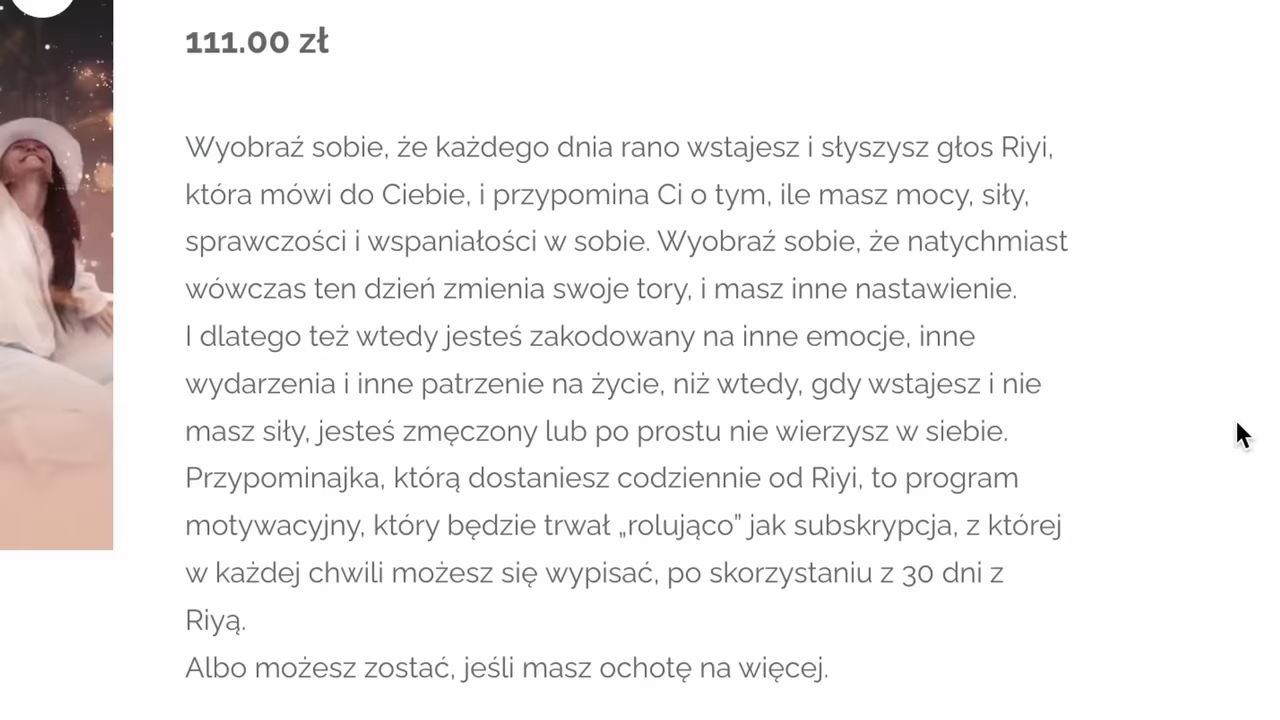 111.00 zł
Wyobraź sobie, że każdego dnia rano wstajesz i słyszysz głos Riyi,
która mówi do Ciebie, i przypomina Ci o tym, ile masz mocy, siły,
sprawczości i wspaniałości w sobie. Wyobraź sobie, że natychmiast
wówczas ten dzień zmienia swoje tory, i masz inne nastawienie.
I dlatego też wtedy jesteś zakodowany na inne emocje, inne
wydarzenia i inne patrzenie na życie, niż wtedy, gdy wstajesz i nie
masz siły, jesteś zmęczony lub po prostu nie wierzysz w siebie.
Przypominajka, którą dostaniesz codziennie od Riyi, to program
motywacyjny, który będzie trwał „rolująco” jak subskrypcja, z której
w każdej chwili możesz się wypisać, po skorzystaniu z 30 dni z
Riyą.
Albo możesz zostać, jeśli masz ochotę na więcej.